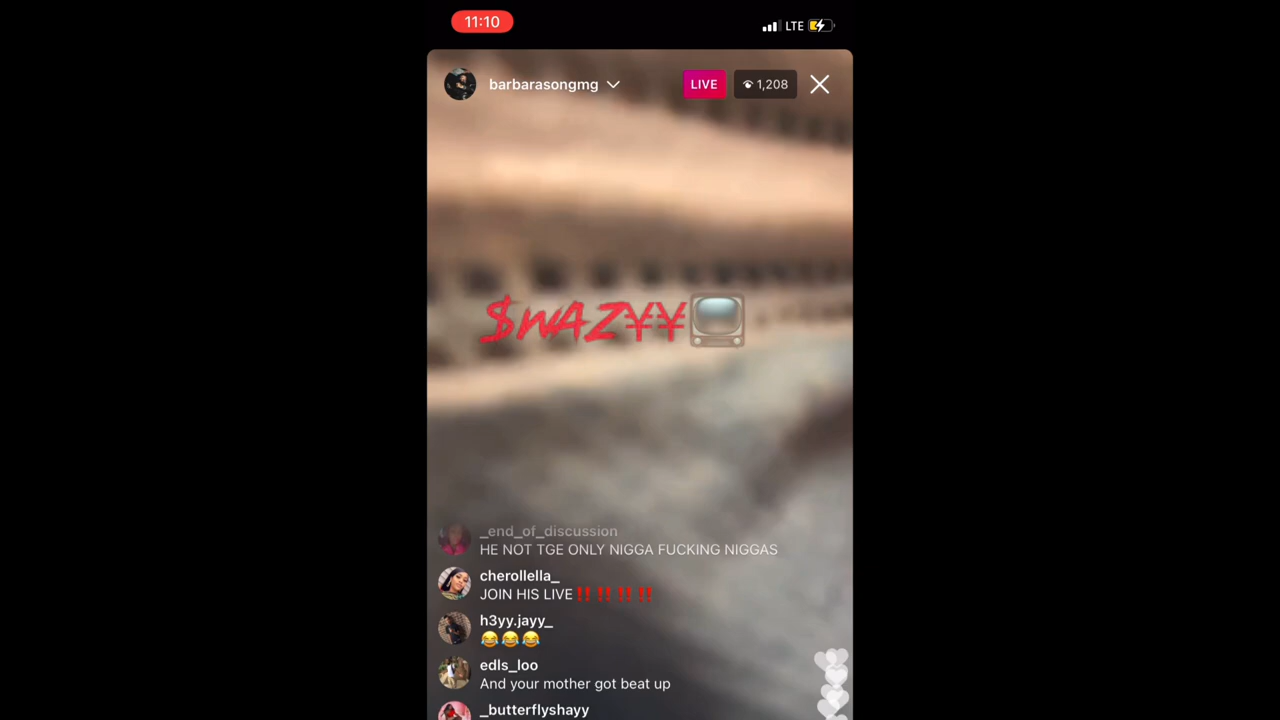 11:10
LTE
barbarasongmg
LIVE
1,208
$WAZ¥¥
_end_of_discussion
HE NOT TGE ONLY NIGGA FUCKING NIGGAS
cherollella_
JOIN HIS LIVE‼️‼️‼️‼️
h3yy.jayy_
😂😂😂
edls_loo
And your mother got beat up
_butterflyshayy